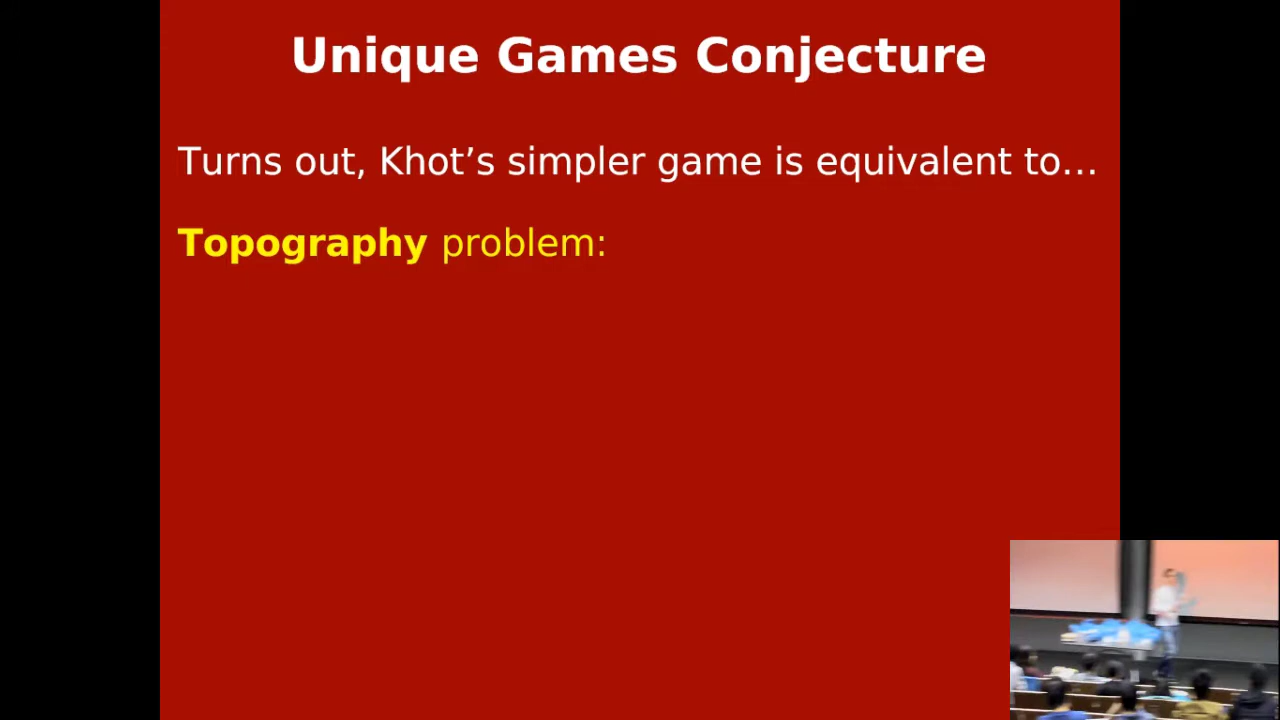 Unique Games Conjecture
Turns out, Khot’s simpler game is equivalent to…
Topography problem: